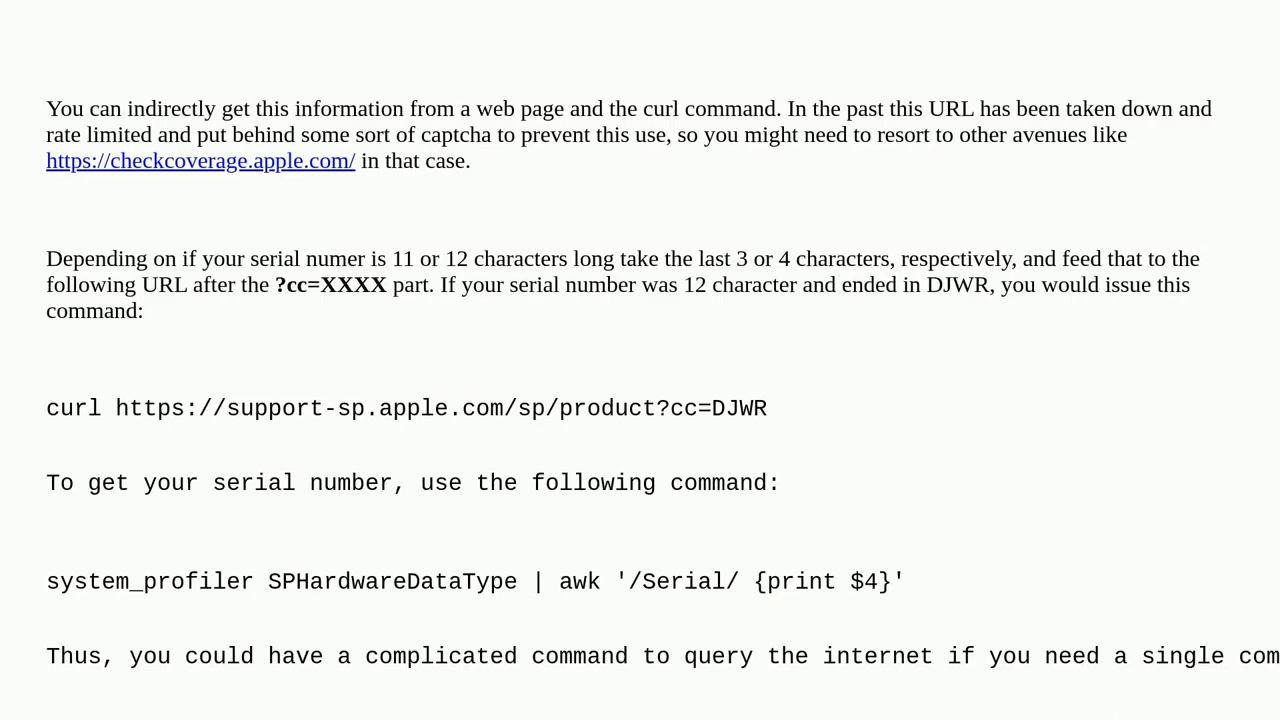 You can indirectly get this information from a web page and the curl command. In the past this URL has been taken down and
rate limited and put behind some sort of captcha to prevent this use, so you might need to resort to other avenues like
https://checkcoverage.apple.com/ in that case.
Depending on if your serial numer is 11 or 12 characters long take the last 3 or 4 characters, respectively, and feed that to the
following URL after the ?cc=XXXX part. If your serial number was 12 character and ended in DJWR, you would issue this
command:
curl https://support-sp.apple.com/sp/product?cc=DJWR
To get your serial number, use the following command:
system_profiler SPHardwareDataType | awk '/Serial/ {print $4}'
Thus, you could have a complicated command to query the internet if you need a single com